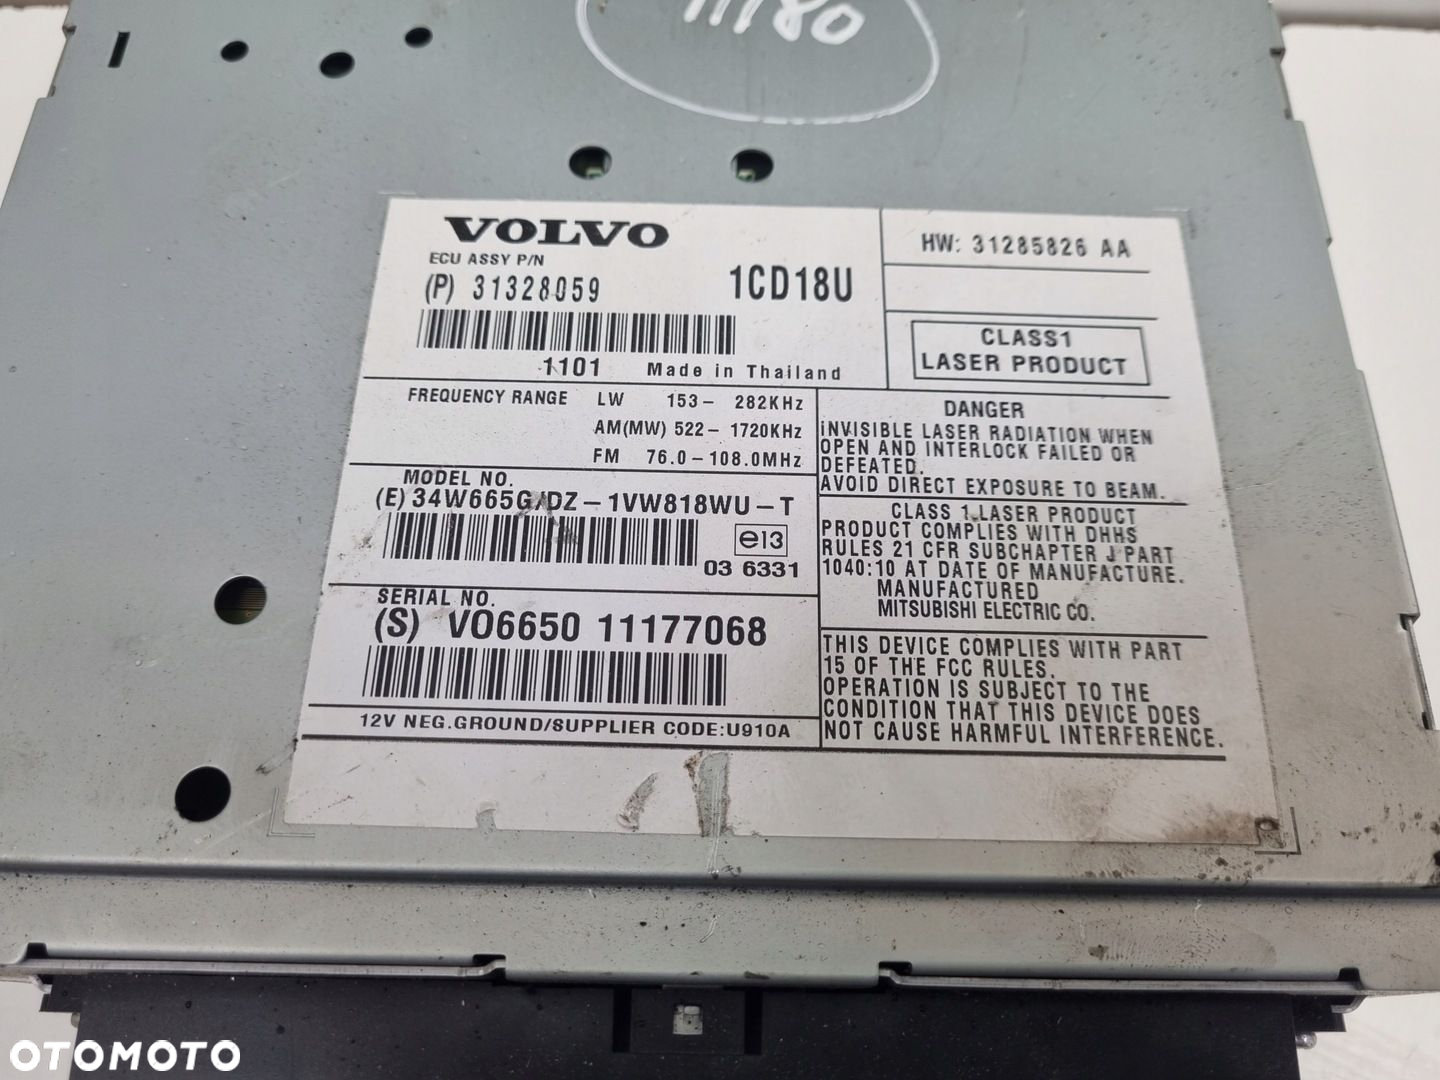 VOLVO
ECU ASSY P/N
(P) 31328059 1CD18U
1101 Made in Thailand
HW: 31285826 AA
CLASS1
LASER PRODUCT
FREQUENCY RANGE LW 153- 282KHz
AM(MW) 522- 1720KHz
FM 76.0-108.0MHz
MODEL NO.
(E) 34W665G/DZ-1VW818WU-T
e13
03 6331
SERIAL NO.
(S) VO6650 11177068
12V NEG.GROUND/SUPPLIER CODE:U910A
DANGER
INVISIBLE LASER RADIATION WHEN
OPEN AND INTERLOCK FAILED OR
DEFEATED.
AVOID DIRECT EXPOSURE TO BEAM.
CLASS 1 LASER PRODUCT
PRODUCT COMPLIES WITH DHHS
RULES 21 CFR SUBCHAPTER J PART
1040:10 AT DATE OF MANUFACTURE.
MANUFACTURED
MITSUBISHI ELECTRIC CO.
THIS DEVICE COMPLIES WITH PART
15 OF THE FCC RULES.
OPERATION IS SUBJECT TO THE
CONDITION THAT THIS DEVICE DOES
NOT CAUSE HARMFUL INTERFERENCE.
OTOMOTO